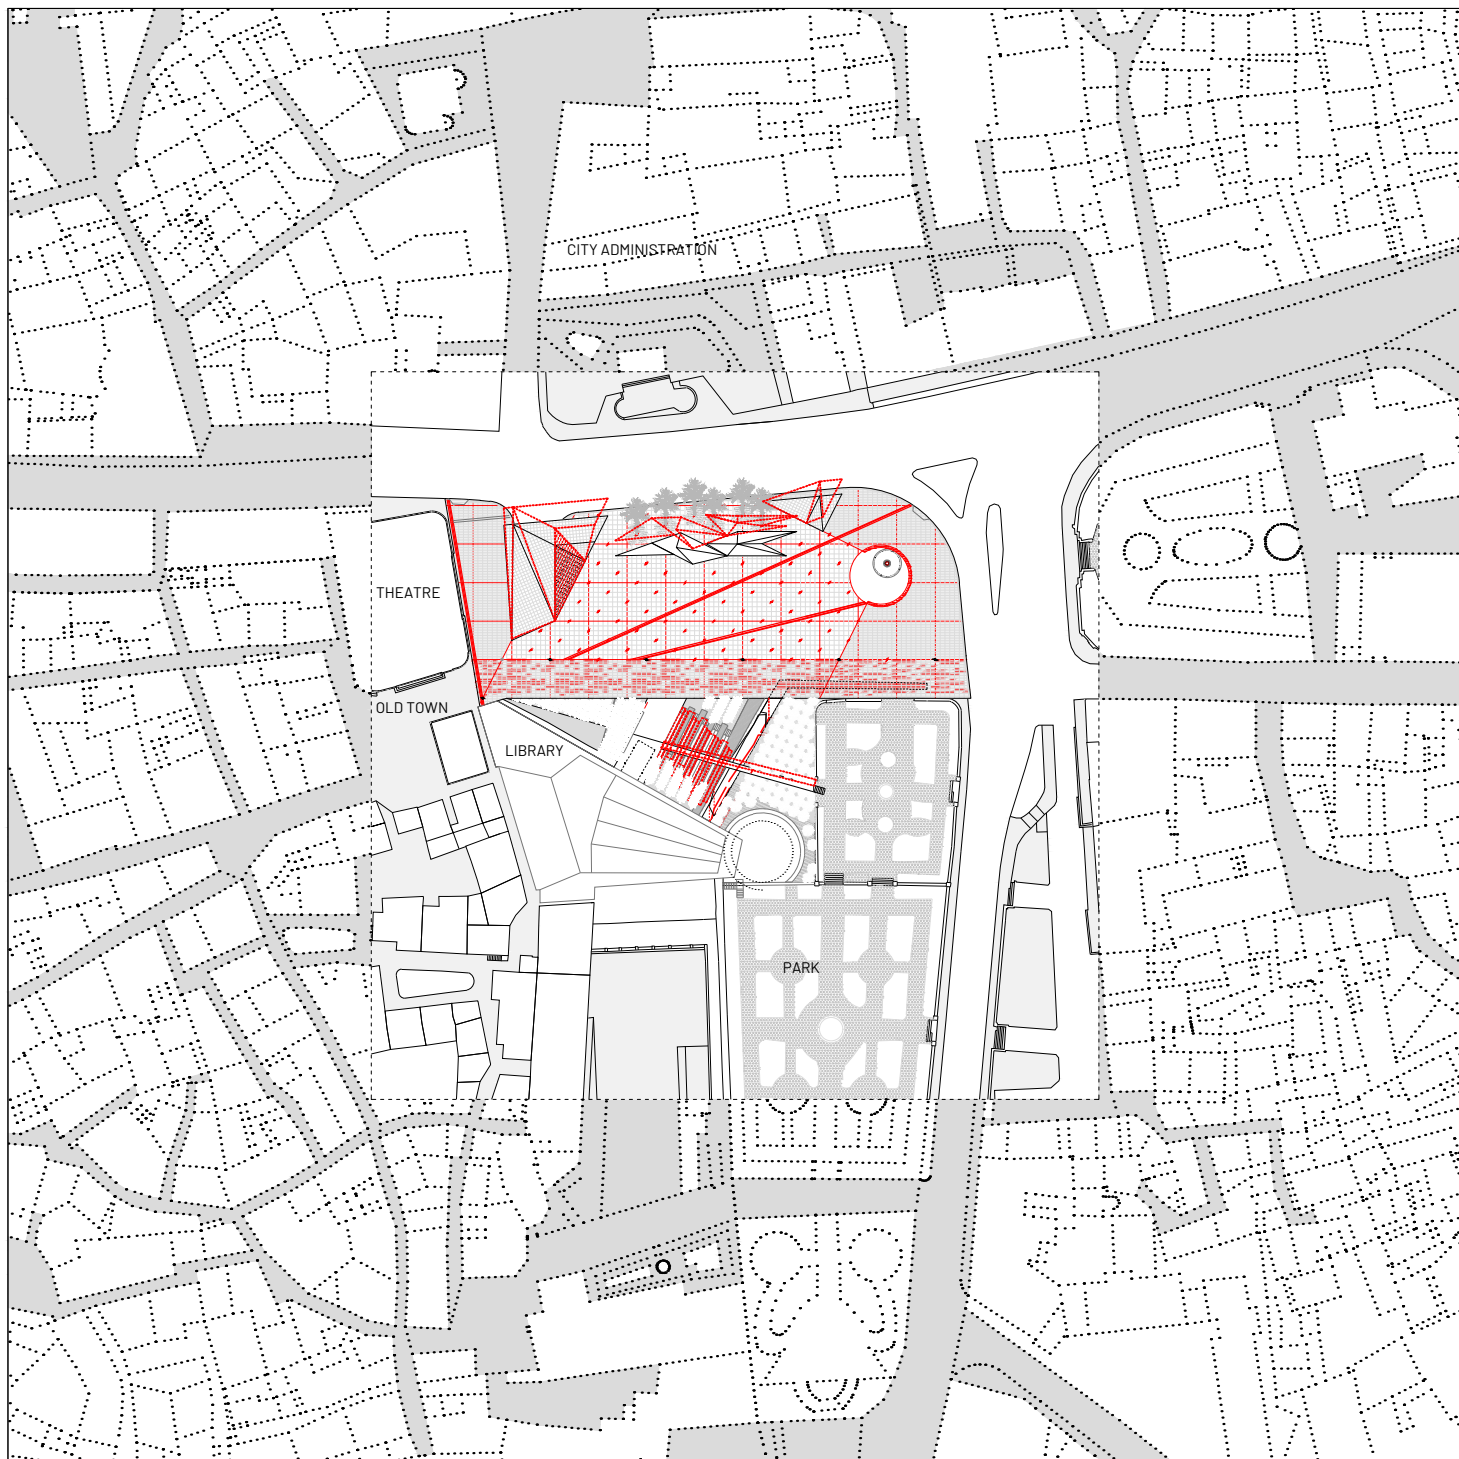 CITY ADMINISTRATION
THEATRE
OLD TOWN
LIBRARY
PARK